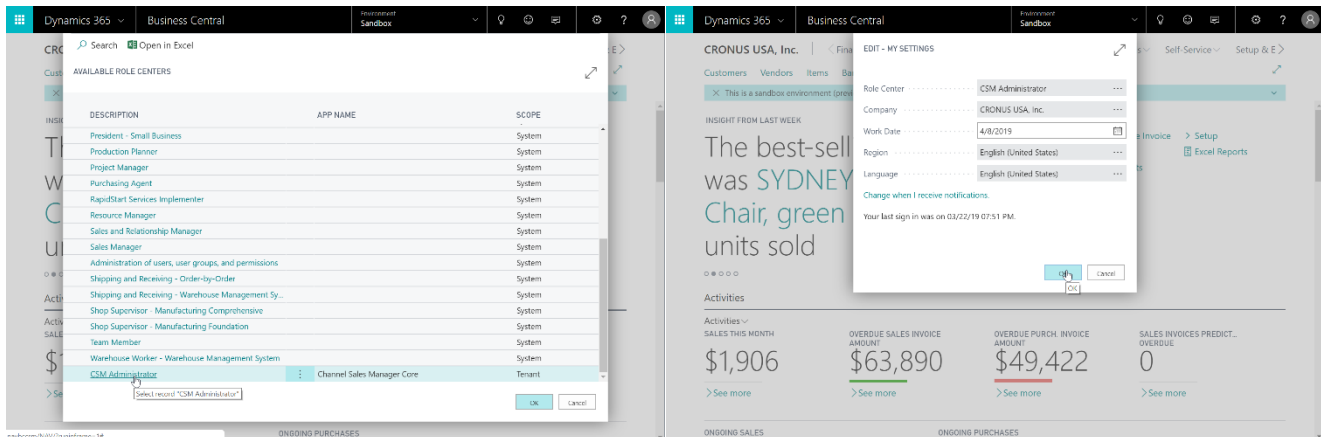 Dynamics 365
Business Central
Environment
Sandbox
?
Search
Open in Excel
AVAILABLE ROLE CENTERS
DESCRIPTION APP NAME SCOPE
President - Small Business System
Production Planner System
Project Manager System
Purchasing Agent System
RapidStart Services Implementer System
Resource Manager System
Sales and Relationship Manager System
Sales Manager System
Administration of users, user groups, and permissions System
Shipping and Receiving - Order-by-Order System
Shipping and Receiving - Warehouse Management Sy... System
Shop Supervisor - Manufacturing Comprehensive System
Shop Supervisor - Manufacturing Foundation System
Team Member System
Warehouse Worker - Warehouse Management System System
CSM Administrator Channel Sales Manager Core Tenant
Select record "CSM Administrator"
OK Cancel
ONGOING PURCHASES
Dynamics 365
Business Central
Environment
Sandbox
?
CRONUS USA, Inc.
Fina
Self-Service
Setup & E
Customers Vendors Items Ba
This is a sandbox environment (previ
INSIGHT FROM LAST WEEK
The best-sell
was SYDNEY
Chair, green
units sold
e Invoice
Setup
Excel Reports
EDIT - MY SETTINGS
Role Center CSM Administrator
Company CRONUS USA, Inc.
Work Date 4/8/2019
Region English (United States)
Language English (United States)
Change when I receive notifications.
Your last sign in was on 03/22/19 07:51 PM.
Cancel
OK
Activities
Activities
SALES THIS MONTH
$1,906
See more
OVERDUE SALES INVOICE
AMOUNT
$63,890
See more
OVERDUE PURCH. INVOICE
AMOUNT
$49,422
See more
SALES INVOICES PREDICT...
OVERDUE
0
See more
ONGOING SALES ONGOING PURCHASES